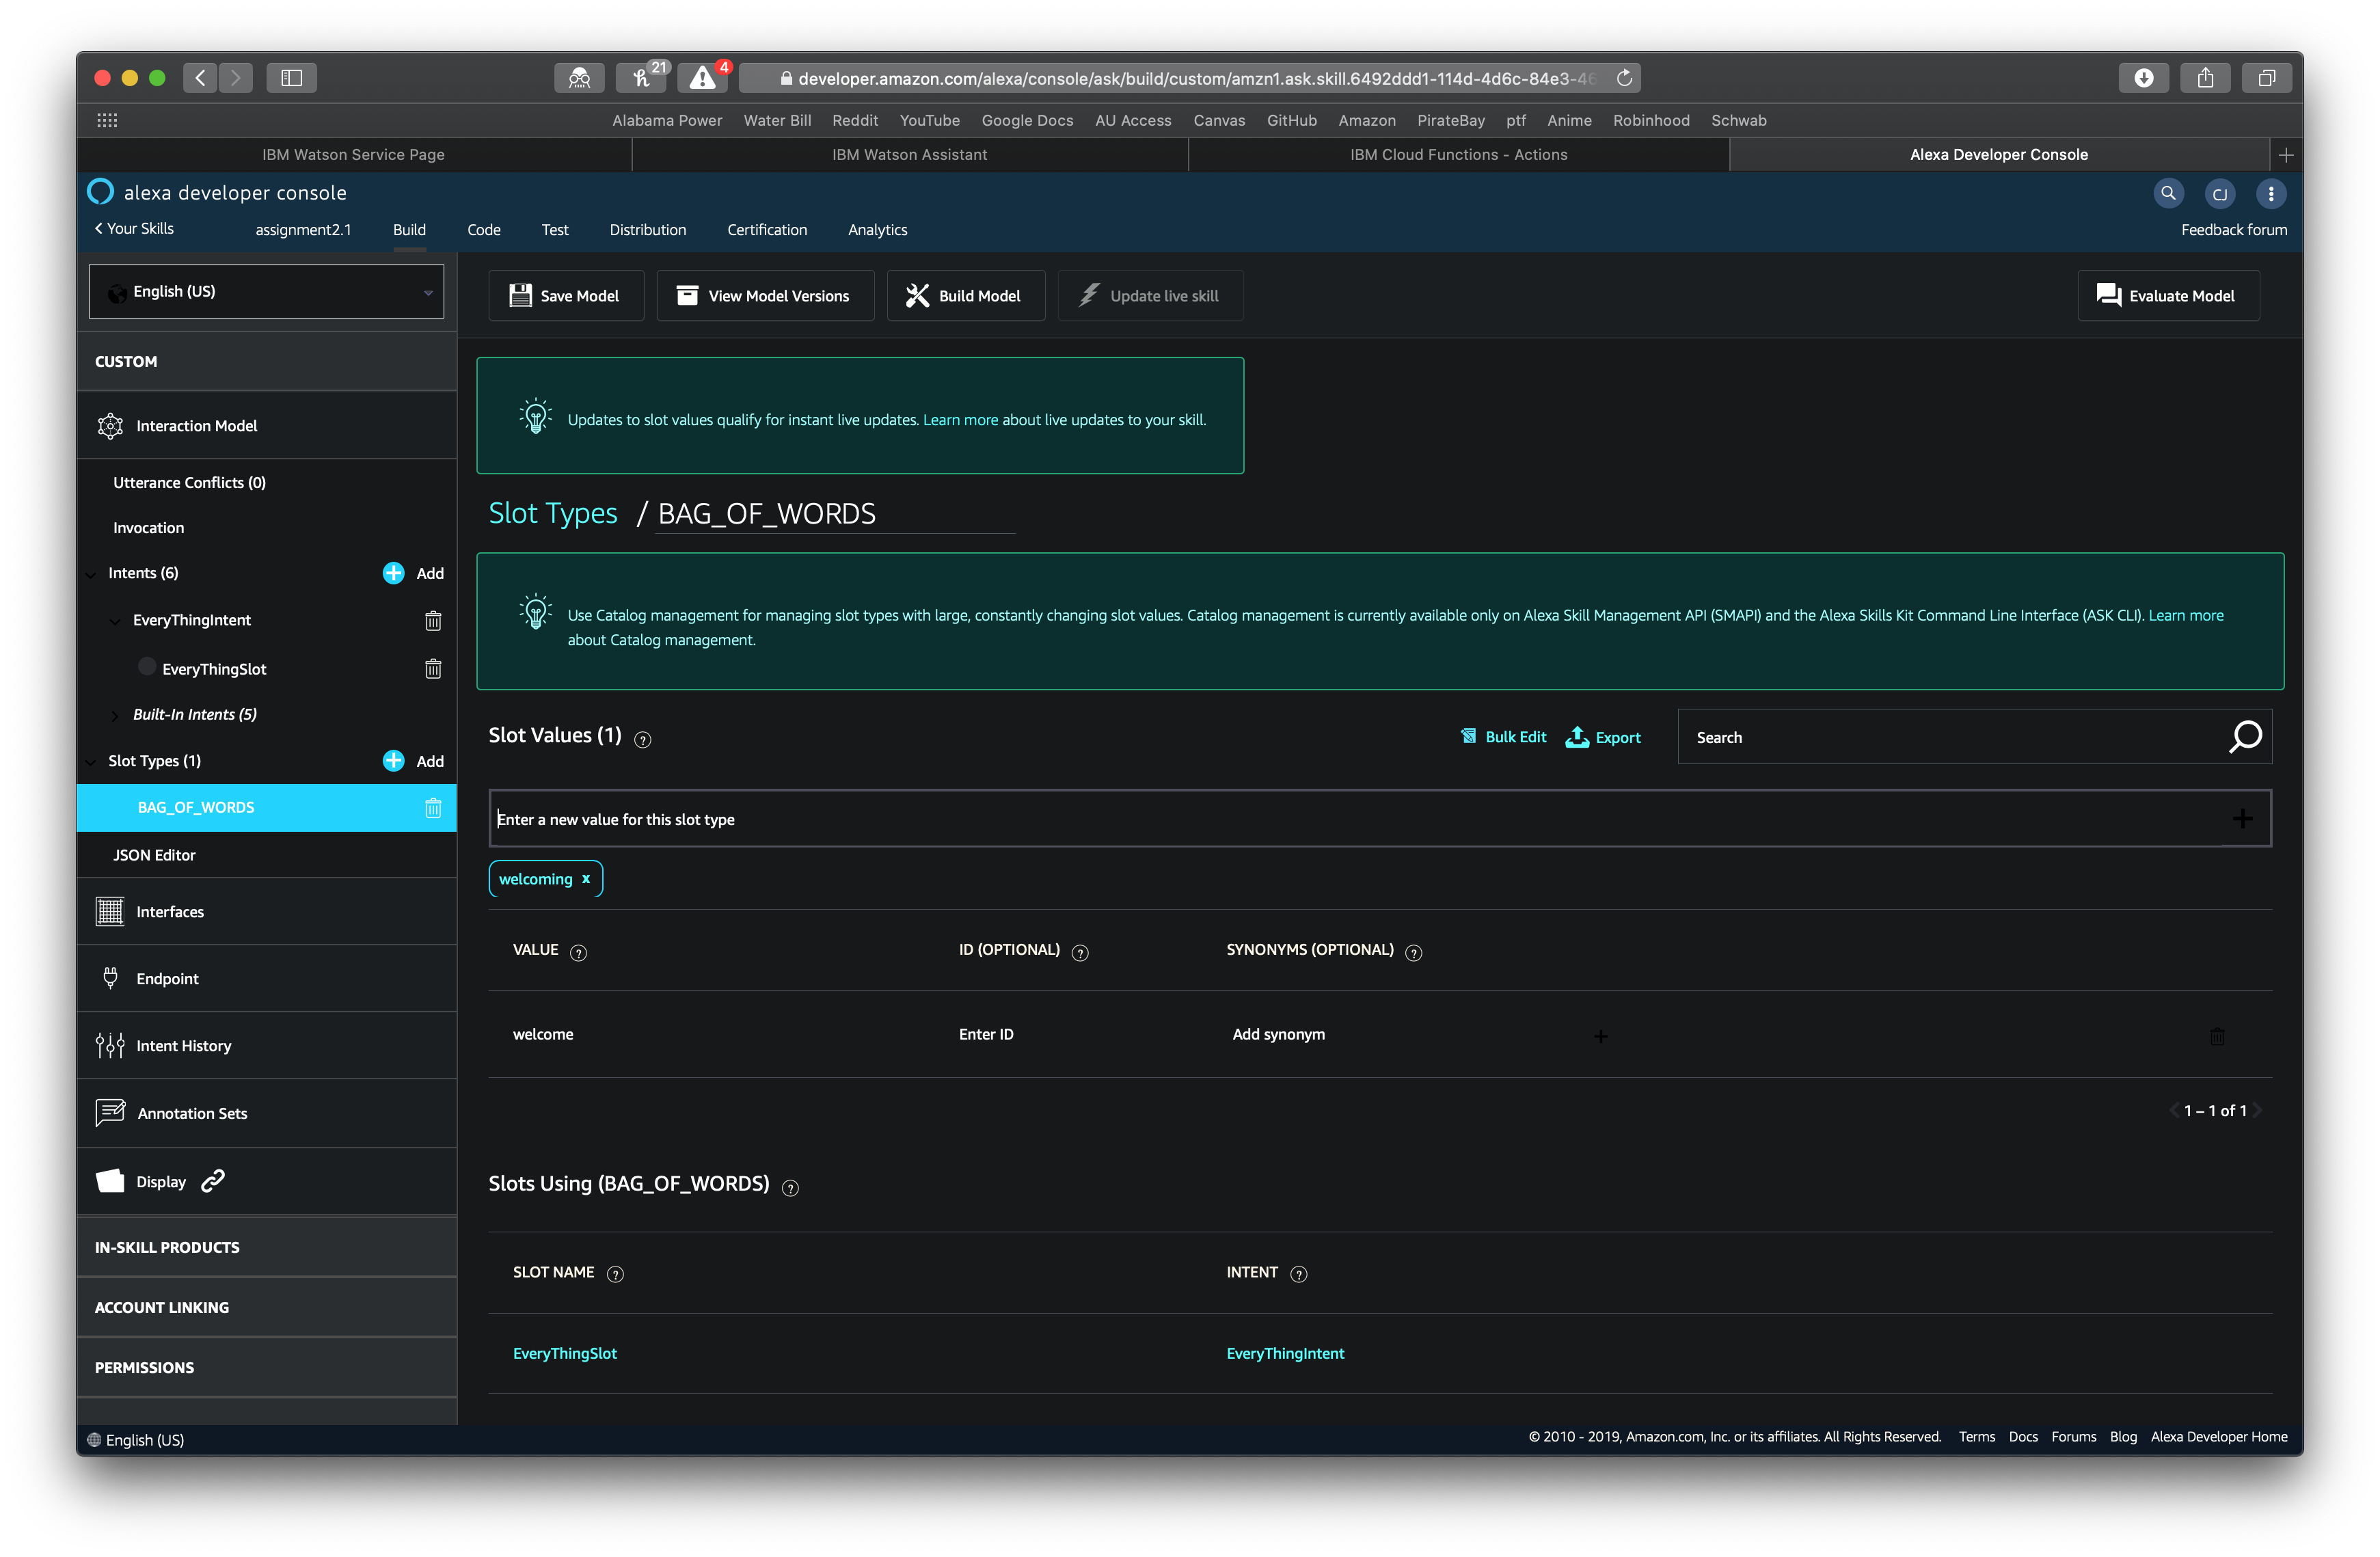 21
4
developer.amazon.com/alexa/console/ask/build/custom/amzn1.ask.skill.6492ddd1-114d-4d6c-84e3-46
Alabama Power Water Bill Reddit YouTube Google Docs AU Access Canvas GitHub Amazon PirateBay ptf Anime Robinhood Schwab
IBM Watson Service Page IBM Watson Assistant IBM Cloud Functions - Actions Alexa Developer Console
alexa developer console
CJ
Your Skills assignment2.1 Build Code Test Distribution Certification Analytics Feedback forum
English (US)
Save Model View Model Versions Build Model Update live skill Evaluate Model
CUSTOM
Interaction Model
Utterance Conflicts (0)
Invocation
Intents (6) Add
EveryThingIntent
EveryThingSlot
Built-In Intents (5)
Slot Types (1) Add
BAG_OF_WORDS
JSON Editor
Interfaces
Endpoint
Intent History
Annotation Sets
Display
IN-SKILL PRODUCTS
ACCOUNT LINKING
PERMISSIONS
Updates to slot values qualify for instant live updates. Learn more about live updates to your skill.
Slot Types / BAG_OF_WORDS
Use Catalog management for managing slot types with large, constantly changing slot values. Catalog management is currently available only on Alexa Skill Management API (SMAPI) and the Alexa Skills Kit Command Line Interface (ASK CLI). Learn more
about Catalog management.
Slot Values (1) ? Bulk Edit Export Search
Enter a new value for this slot type
welcoming x
VALUE ? ID (OPTIONAL) ? SYNONYMS (OPTIONAL) ?
welcome Enter ID Add synonym
1 – 1 of 1
Slots Using (BAG_OF_WORDS) ?
SLOT NAME ? INTENT ?
EveryThingSlot EveryThingIntent
English (US) © 2010 - 2019, Amazon.com, Inc. or its affiliates. All Rights Reserved. Terms Docs Forums Blog Alexa Developer Home